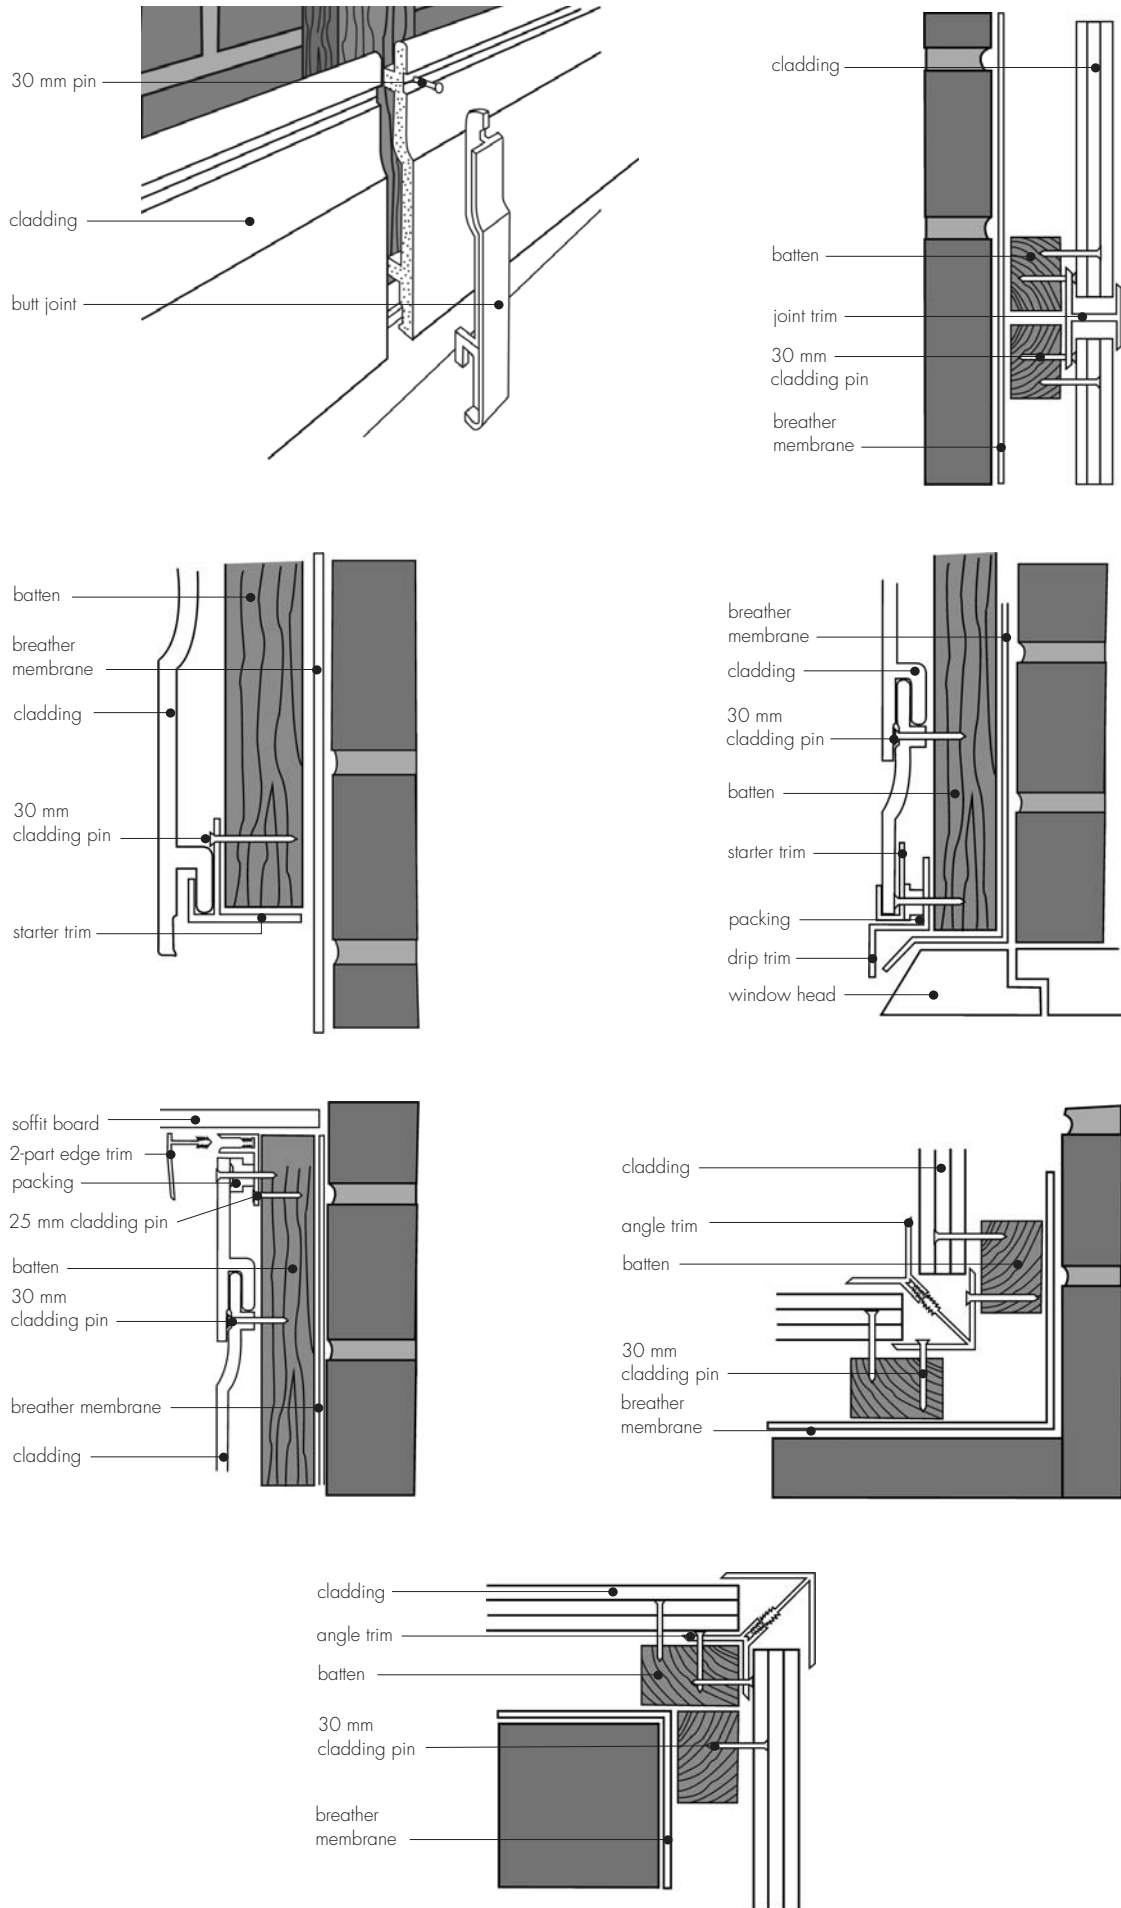 30 mm pin
cladding
butt joint
cladding
batten
joint trim
30 mm
cladding pin
breather
membrane
batten
breather
membrane
cladding
30 mm
cladding pin
starter trim
breather
membrane
cladding
30 mm
cladding pin
batten
starter trim
packing
drip trim
window head
soffit board
2-part edge trim
packing
25 mm cladding pin
batten
30 mm
cladding pin
breather membrane
cladding
cladding
angle trim
batten
30 mm
cladding pin
breather
membrane
cladding
angle trim
batten
30 mm
cladding pin
breather
membrane